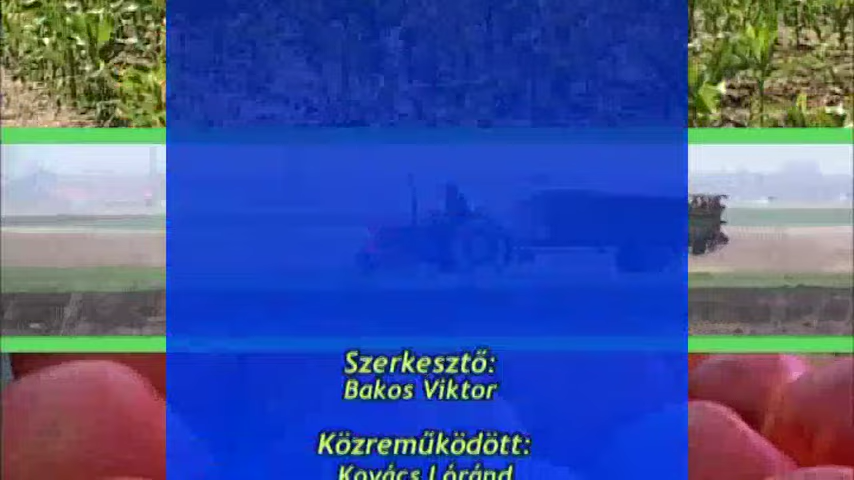 Szerkesztő:
Bakos Viktor
Közreműködött:
Kovács Lóránd